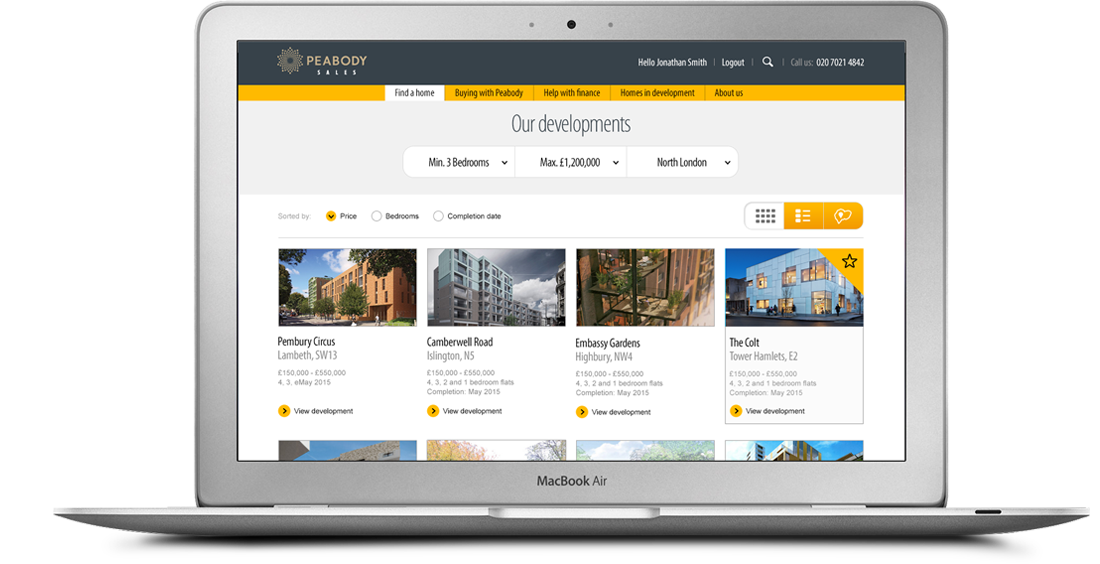 PEABODY
SALES
Hello Jonathan Smith | Logout | | Call us: 020 7021 4842
Find a home Buying with Peabody Help with finance Homes in development About us
Our developments
Min. 3 Bedrooms Max. £1,200,000 North London
Sorted by: Price Bedrooms Completion date
Pembury Circus
Lambeth, SW13
£150,000 - £550,000
4, 3, eMay 2015
View development
Camberwell Road
Islington, N5
£150,000 - £550,000
4, 3, 2 and 1 bedroom flats
Completion: May 2015
View development
Embassy Gardens
Highbury, NW4
£150,000 - £550,000
4, 3, 2 and 1 bedroom flats
Completion: May 2015
View development
The Colt
Tower Hamlets, E2
£150,000 - £550,000
4, 3, 2 and 1 bedroom flats
Completion: May 2015
View development
MacBook Air